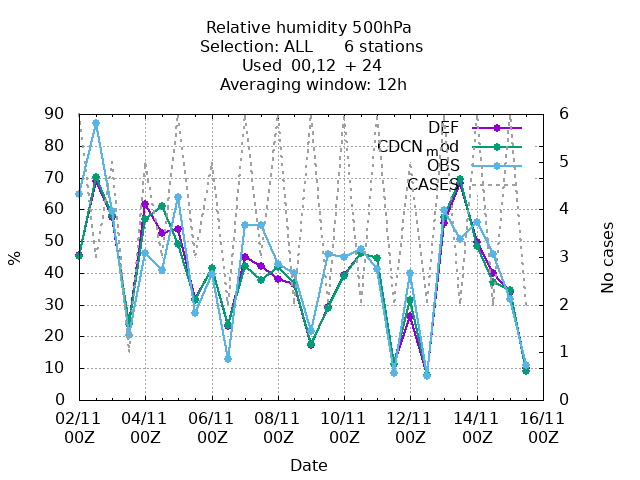 Relative humidity 500hPa
Selection: ALL 6 stations
Used 00,12 + 24
Averaging window: 12h
90
80
70
60
50
40
30
20
10
0
%
6
5
4
3
2
1
0
No cases
DEF
CDCN_mod
OBS
CASES
02/11 04/11 06/11 08/11 10/11 12/11 14/11 16/11
00Z 00Z 00Z 00Z 00Z 00Z 00Z 00Z
Date